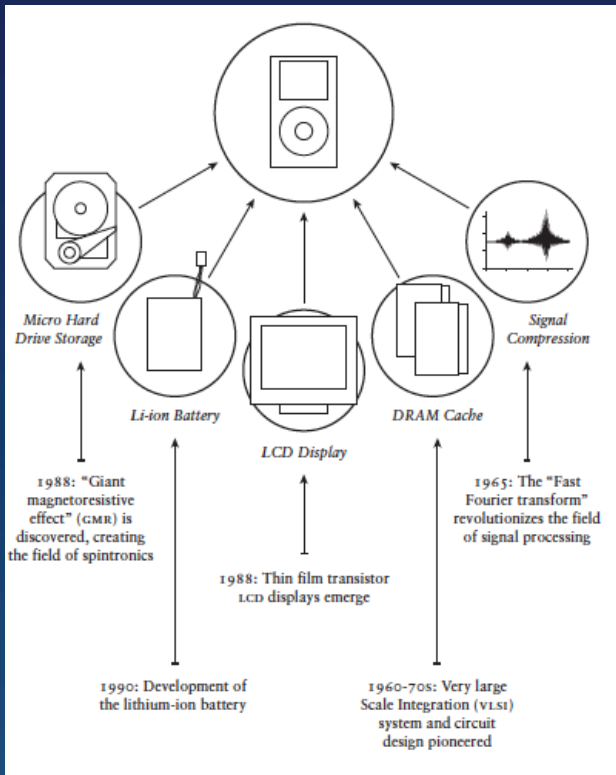 Micro Hard
Drive Storage
Li-ion Battery
LCD Display
DRAM Cache
Signal
Compression
1988: “Giant
magnetoresistive
effect” (GMR) is
discovered, creating
the field of spintronics
1990: Development of
the lithium-ion battery
1988: Thin film transistor
LCD displays emerge
1960-70s: Very large
Scale Integration (VLSI)
system and circuit
design pioneered
1965: The “Fast
Fourier transform”
revolutionizes the field
of signal processing